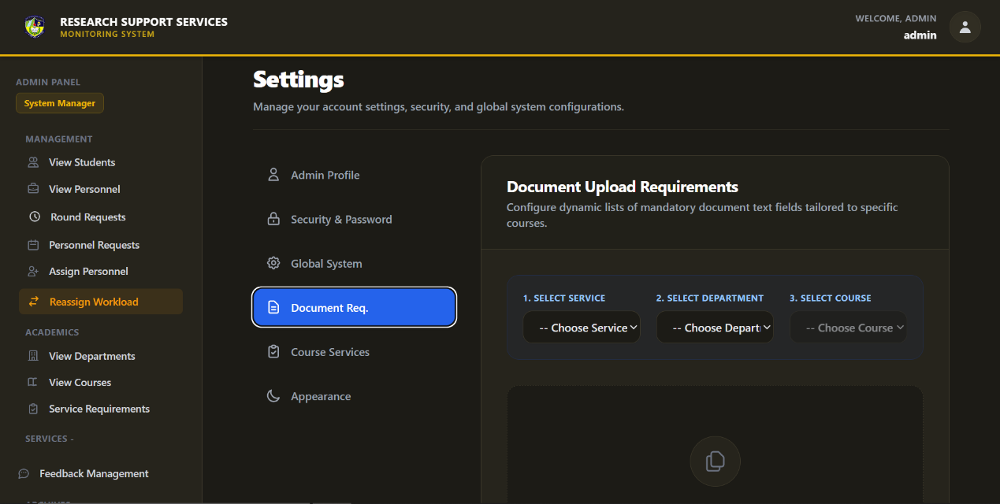 RESEARCH SUPPORT SERVICES
MONITORING SYSTEM
WELCOME, ADMIN
admin
ADMIN PANEL
System Manager
MANAGEMENT
View Students
View Personnel
Round Requests
Personnel Requests
Assign Personnel
Reassign Workload
ACADEMICS
View Departments
View Courses
Service Requirements
SERVICES -
Feedback Management
Settings
Manage your account settings, security, and global system configurations.
Admin Profile
Security & Password
Global System
Document Req.
Course Services
Appearance
Document Upload Requirements
Configure dynamic lists of mandatory document text fields tailored to specific
courses.
1. SELECT SERVICE
2. SELECT DEPARTMENT
3. SELECT COURSE
-- Choose Service
-- Choose Depart
-- Choose Course